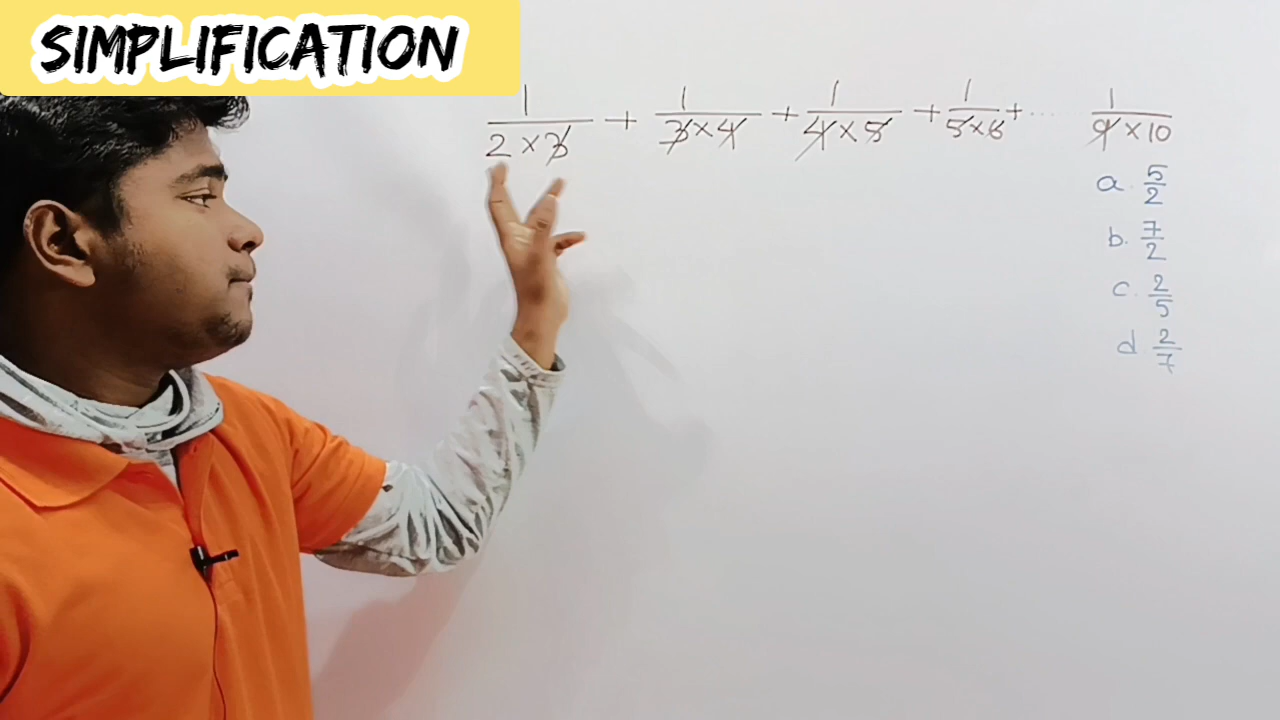 SIMPLIFICATION
1/(2 × 3) + 1/(3 × 4) + 1/(4 × 5) + 1/(5 × 6) + ..... 1/(9 × 10)
a. 5/2
b. 7/2
c. 2/5
d 2/7